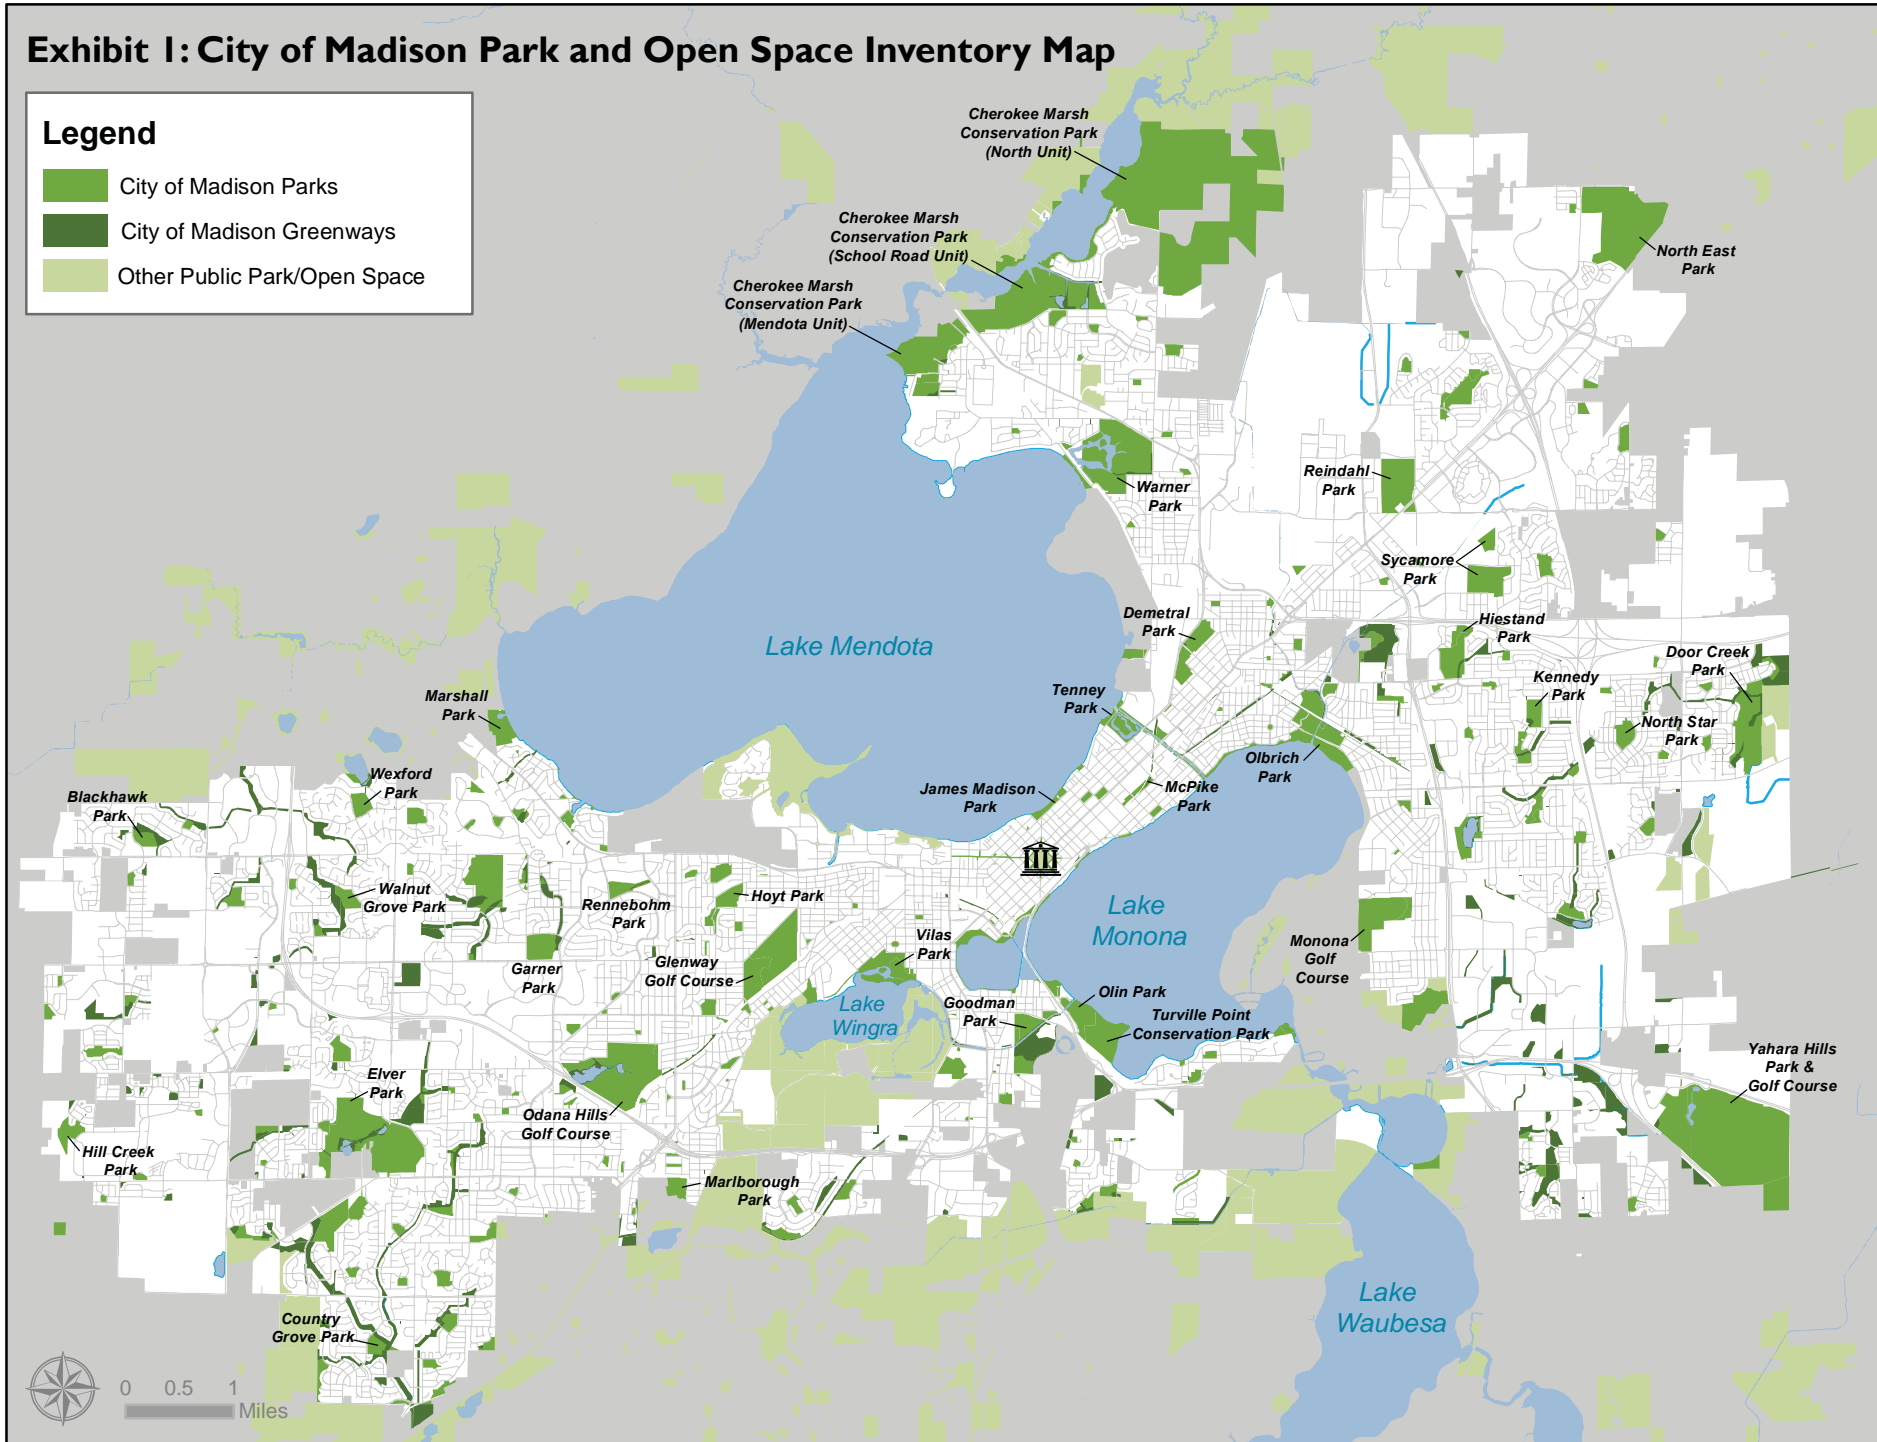 Exhibit 1: City of Madison Park and Open Space Inventory Map
Legend
City of Madison Parks
City of Madison Greenways
Other Public Park/Open Space
Cherokee Marsh
Conservation Park
(North Unit)
Cherokee Marsh
Conservation Park
(School Road Unit)
Cherokee Marsh
Conservation Park
(Mendota Unit)
North East
Park
Warner
Park
Reindahl
Park
Sycamore
Park
Demetral
Park
Hiestand
Park
Door Creek
Park
Lake Mendota
Tenney
Park
Kennedy
Park
North Star
Park
Marshall
Park
Olbrich
Park
Wexford
Park
James Madison
Park
McPike
Park
Blackhawk
Park
Walnut
Grove Park
Rennebohm
Park
Hoyt Park
Lake
Monona
Vilas
Park
Monona
Golf
Course
Garner
Park
Glenway
Golf Course
Lake
Wingra
Goodman
Park
Olin Park
Turville Point
Conservation Park
Yahara Hills
Park &
Golf Course
Elver
Park
Odana Hills
Golf Course
Hill Creek
Park
Marlborough
Park
Lake
Waubesa
Country
Grove Park
0 0.5 1
Miles